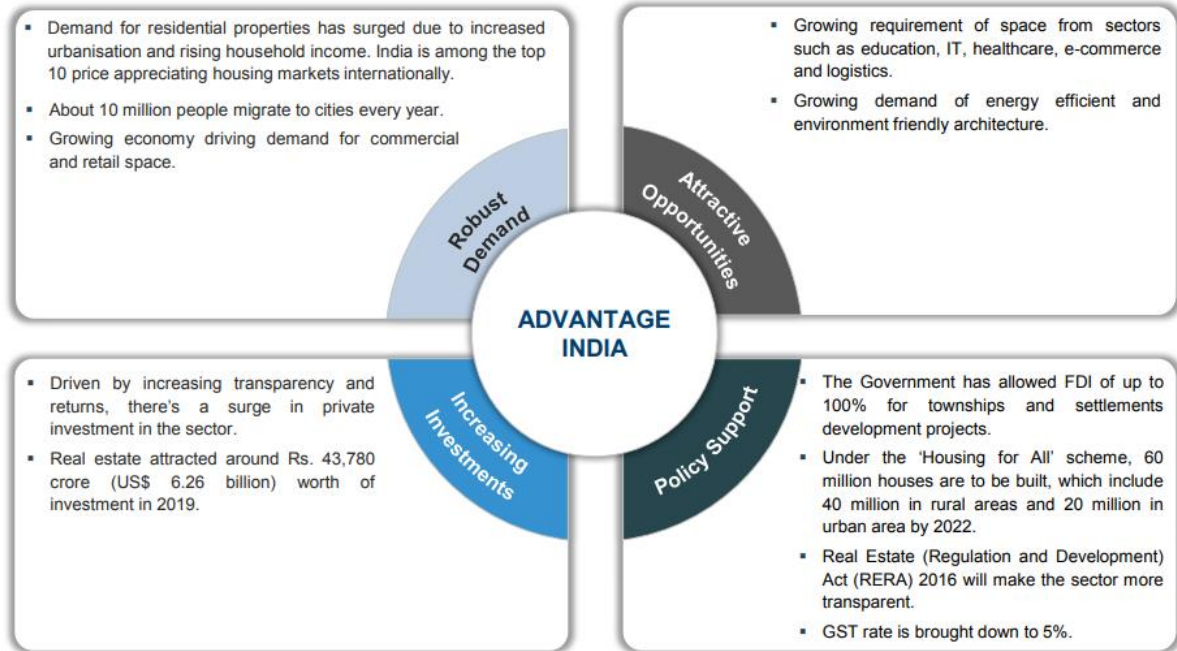 ▪ Demand for residential properties has surged due to increased
urbanisation and rising household income. India is among the top
10 price appreciating housing markets internationally.
▪ About 10 million people migrate to cities every year.
▪ Growing economy driving demand for commercial
and retail space.
Robust
Demand
▪ Growing requirement of space from sectors
such as education, IT, healthcare, e-commerce
and logistics.
▪ Growing demand of energy efficient and
environment friendly architecture.
Attractive
Opportunities
ADVANTAGE
INDIA
▪ Driven by increasing transparency and
returns, there's a surge in private
investment in the sector.
▪ Real estate attracted around Rs. 43,780
crore (US$ 6.26 billion) worth of
investment in 2019.
Increasing
Investments
Policy Support
▪ The Government has allowed FDI of up to
100% for townships and settlements
development projects.
▪ Under the 'Housing for All' scheme, 60
million houses are to be built, which include
40 million in rural areas and 20 million in
urban area by 2022.
▪ Real Estate (Regulation and Development)
Act (RERA) 2016 will make the sector more
transparent.
▪ GST rate is brought down to 5%.